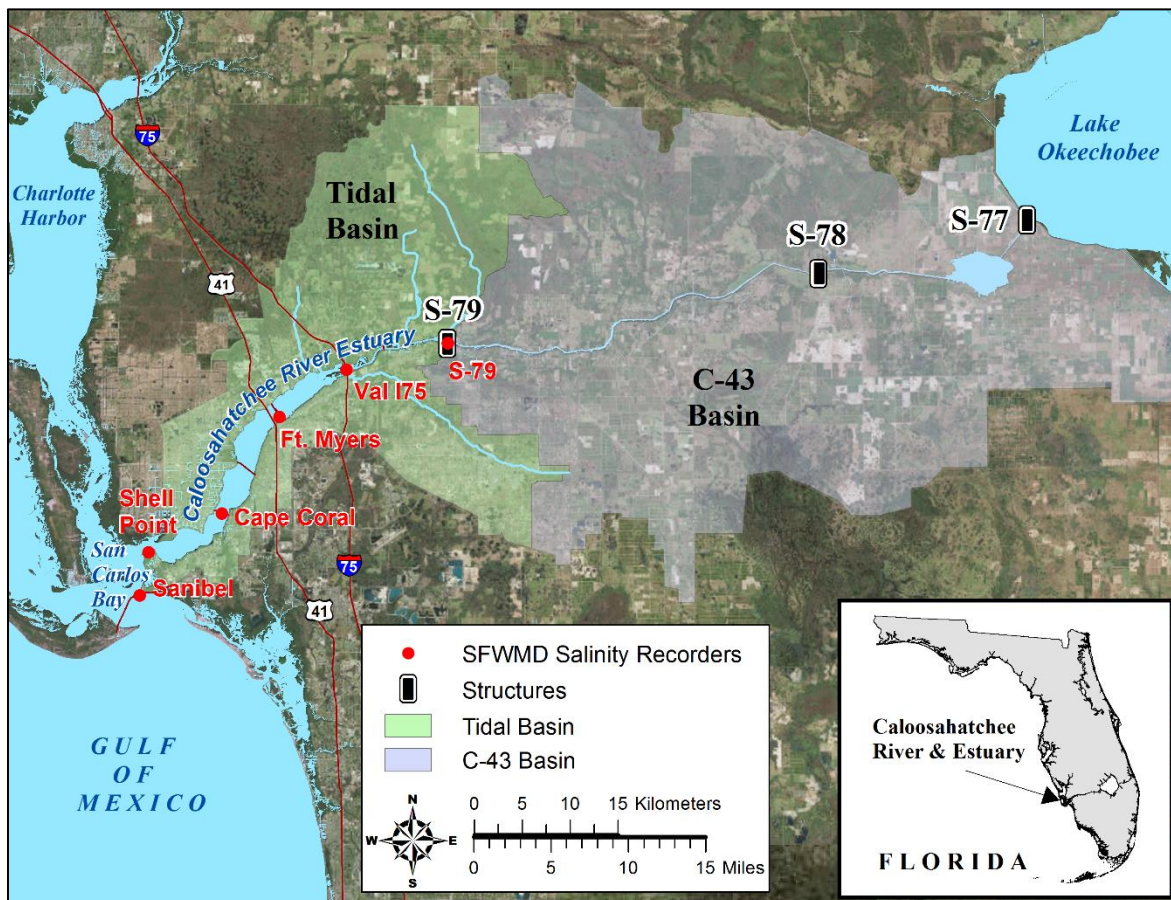 Lake
Okeechobee
75
Charlotte
Harbor
Tidal
Basin
S-77
S-78
41
S-79
S-79
Caloosahatchee River Estuary
Val I75
C-43
Basin
Ft. Myers
Shell
Point
Cape Coral
San
Carlos
Bay
Sanibel
75
41
GULF
OF
MEXICO
SFWMD Salinity Recorders
Structures
Tidal Basin
C-43 Basin
N
W E
S
0 5 10 15 Kilometers
0 5 10 15 Miles
Caloosahatchee
River & Estuary
FLORIDA